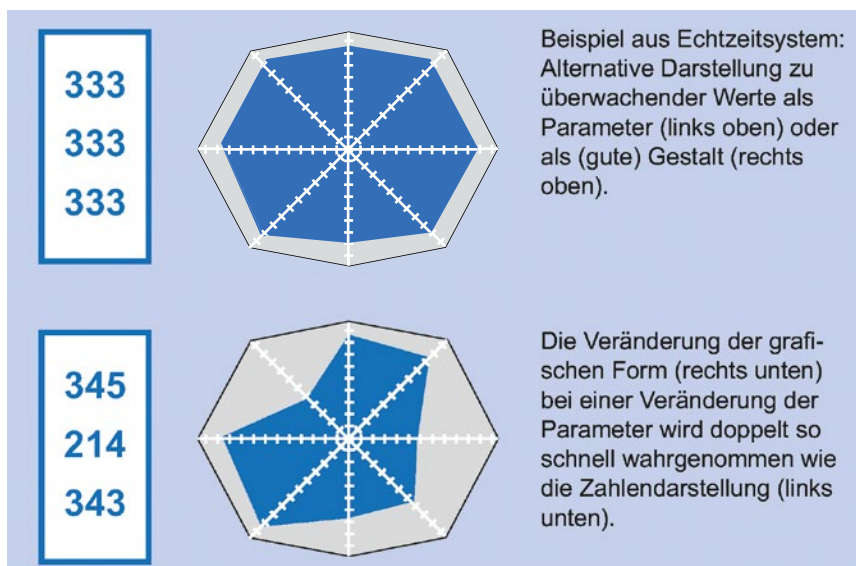 333
333
333
Beispiel aus Echtzeitsystem:
Alternative Darstellung zu
überwachender Werte als
Parameter (links oben) oder
als (gute) Gestalt (rechts
oben).
345
214
343
Die Veränderung der grafi-
schen Form (rechts unten)
bei einer Veränderung der
Parameter wird doppelt so
schnell wahrgenommen wie
die Zahlendarstellung (links
unten).